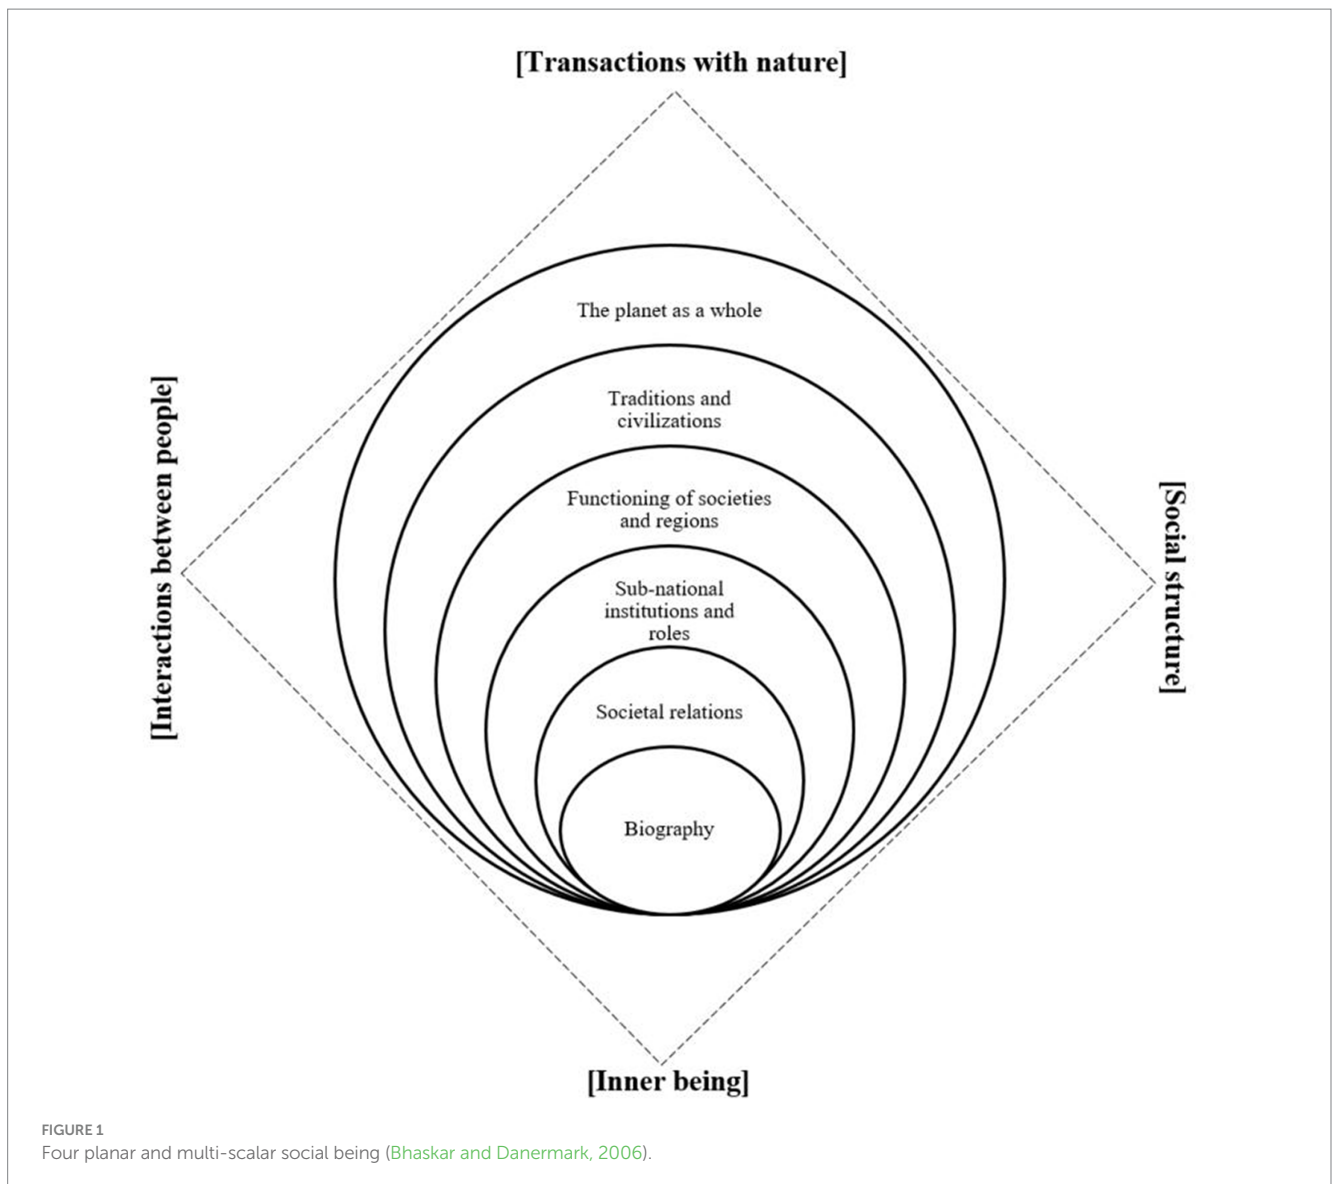 [Transactions with nature]
The planet as a whole
Traditions and
civilizations
[Interactions between people]
Functioning of societies
and regions
[Social structure]
Sub-national
institutions and
roles
Societal relations
Biography
[Inner being]
FIGURE 1
Four planar and multi-scalar social being (Bhaskar and Danermark, 2006).